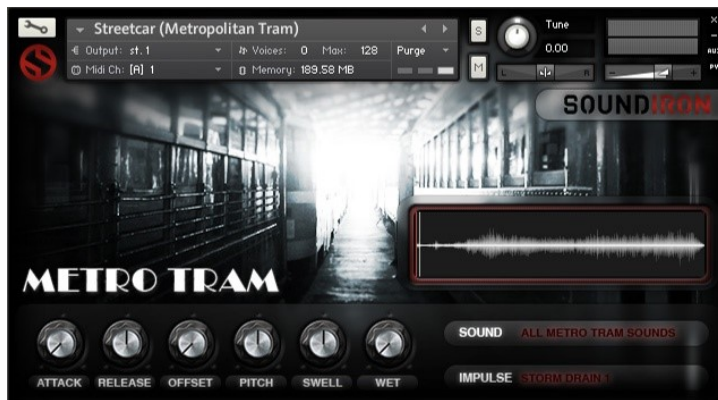 Streetcar (Metropolitan Tram)
Output: st. 1
Voices: 0 Max: 128
Purge
Midi Ch: [A] 1
Memory: 189.58 MB
S
M
Tune
0.00
L R
- +
AUX
PV
SOUNDIRON
METRO TRAM
SOUND ALL METRO TRAM SOUNDS
IMPULSE STORM DRAIN 1
ATTACK RELEASE OFFSET PITCH SWELL WET